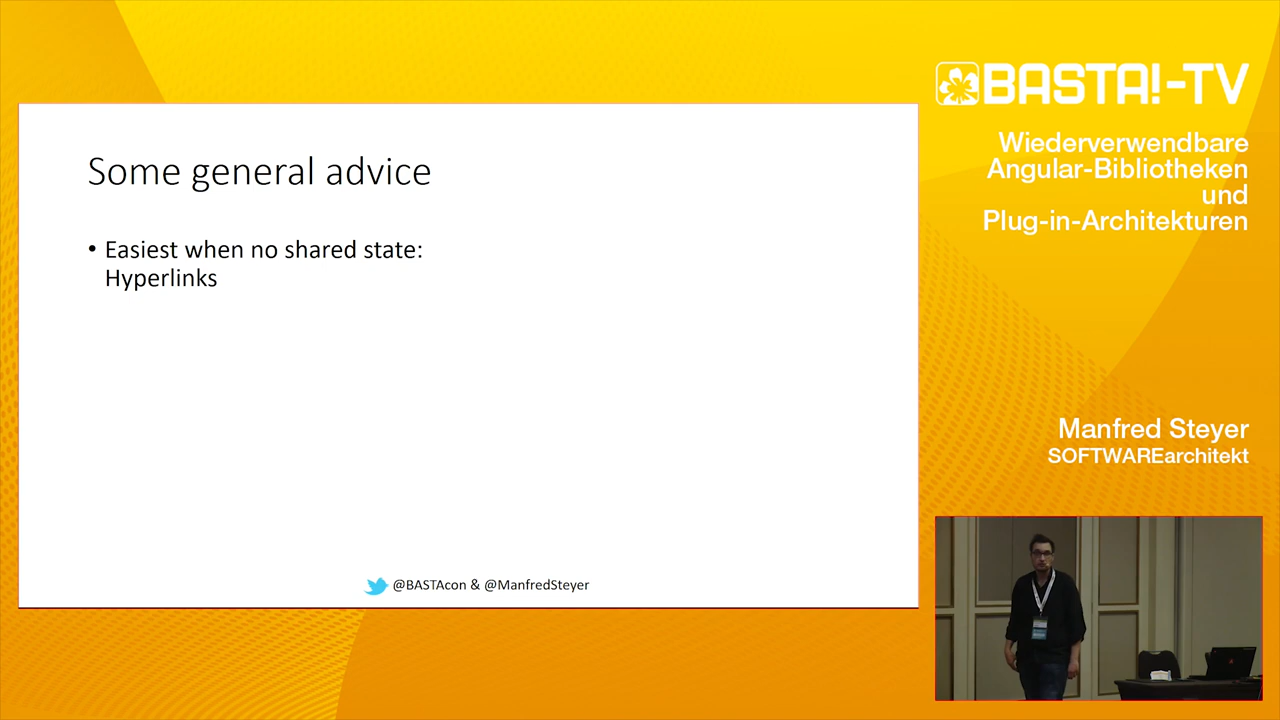 Some general advice
• Easiest when no shared state:
Hyperlinks
@BASTAcon & @ManfredSteyer
BASTA!-TV
Wiederverwendbare
Angular-Bibliotheken
und
Plug-in-Architekturen
Manfred Steyer
SOFTWAREarchitekt